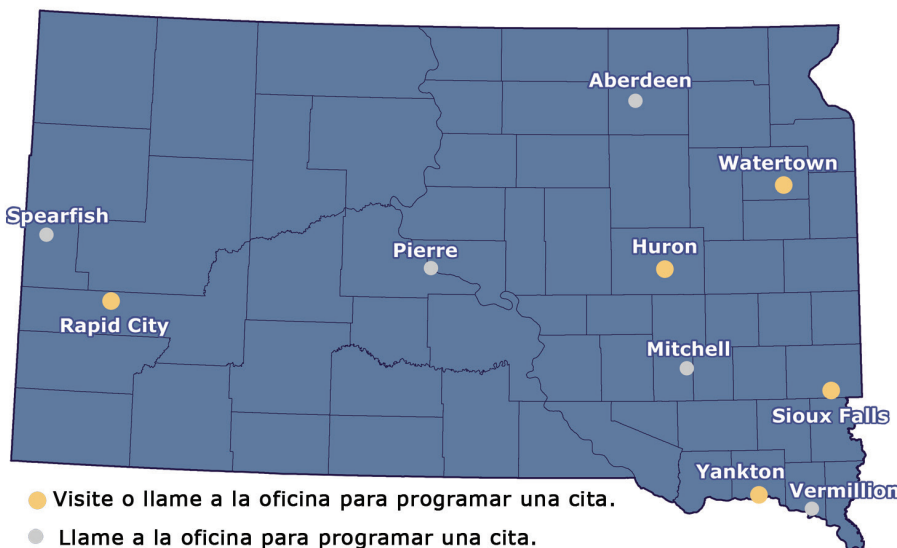 Aberdeen
Watertown
Spearfish
Pierre
Huron
Rapid City
Mitchell
Sioux Falls
Yankton
Vermillion
Visite o llame a la oficina para programar una cita.
Llame a la oficina para programar una cita.